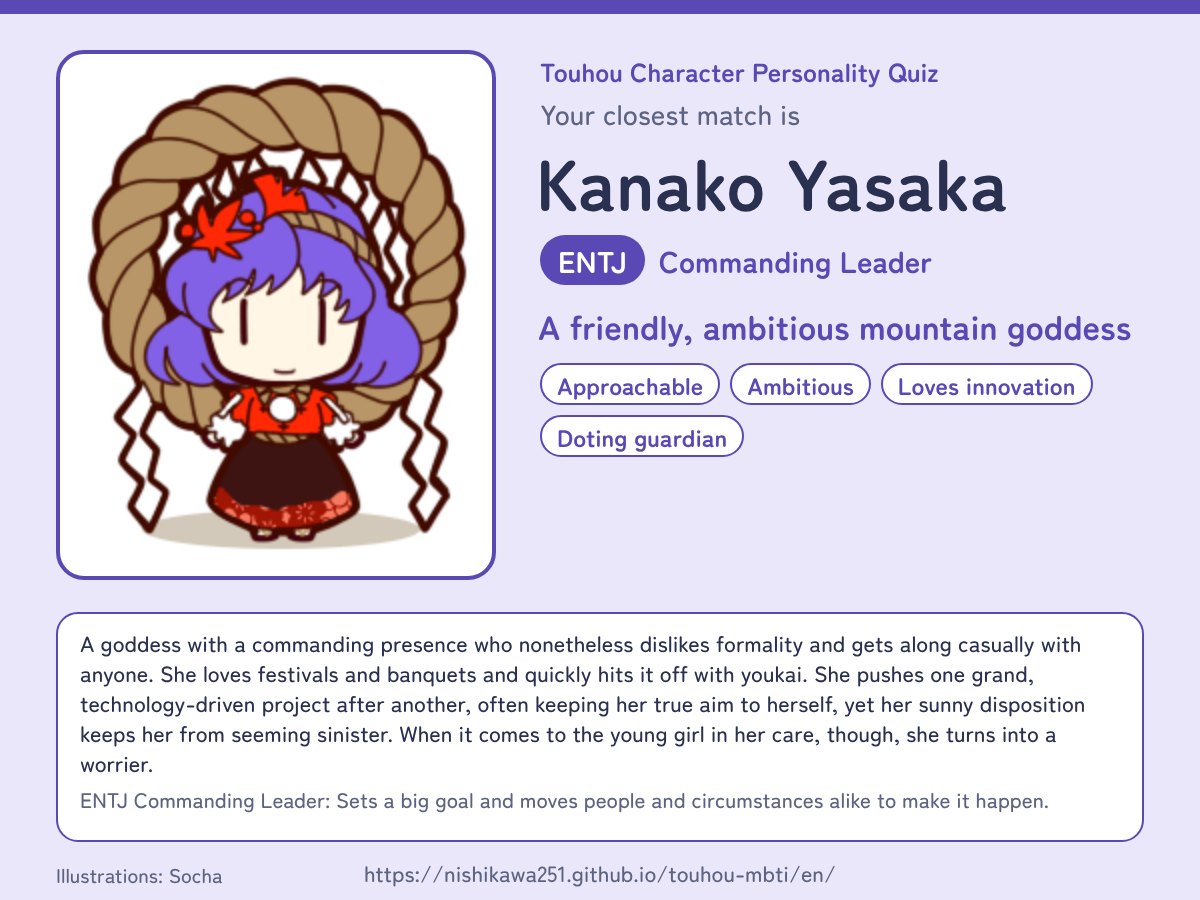 Touhou Character Personality Quiz
Your closest match is
Kanako Yasaka
ENTJ Commanding Leader
A friendly, ambitious mountain goddess
Approachable Ambitious Loves innovation
Doting guardian
A goddess with a commanding presence who nonetheless dislikes formality and gets along casually with
anyone. She loves festivals and banquets and quickly hits it off with youkai. She pushes one grand,
technology-driven project after another, often keeping her true aim to herself, yet her sunny disposition
keeps her from seeming sinister. When it comes to the young girl in her care, though, she turns into a
worrier.
ENTJ Commanding Leader: Sets a big goal and moves people and circumstances alike to make it happen.
Illustrations: Socha https://nishikawa251.github.io/touhou-mbti/en/